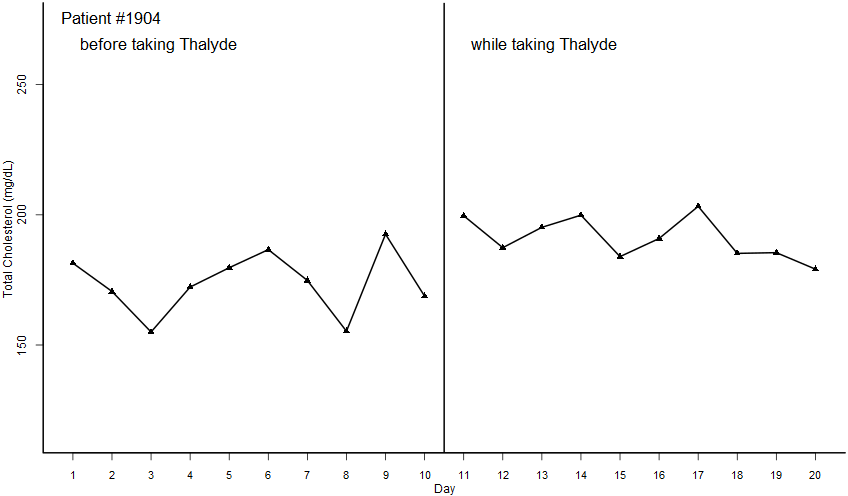 Patient #1904
before taking Thalyde
while taking Thalyde
Total Cholesterol (mg/dL)
250
200
150
1 2 3 4 5 6 7 8 9 10 11 12 13 14 15 16 17 18 19 20
Day